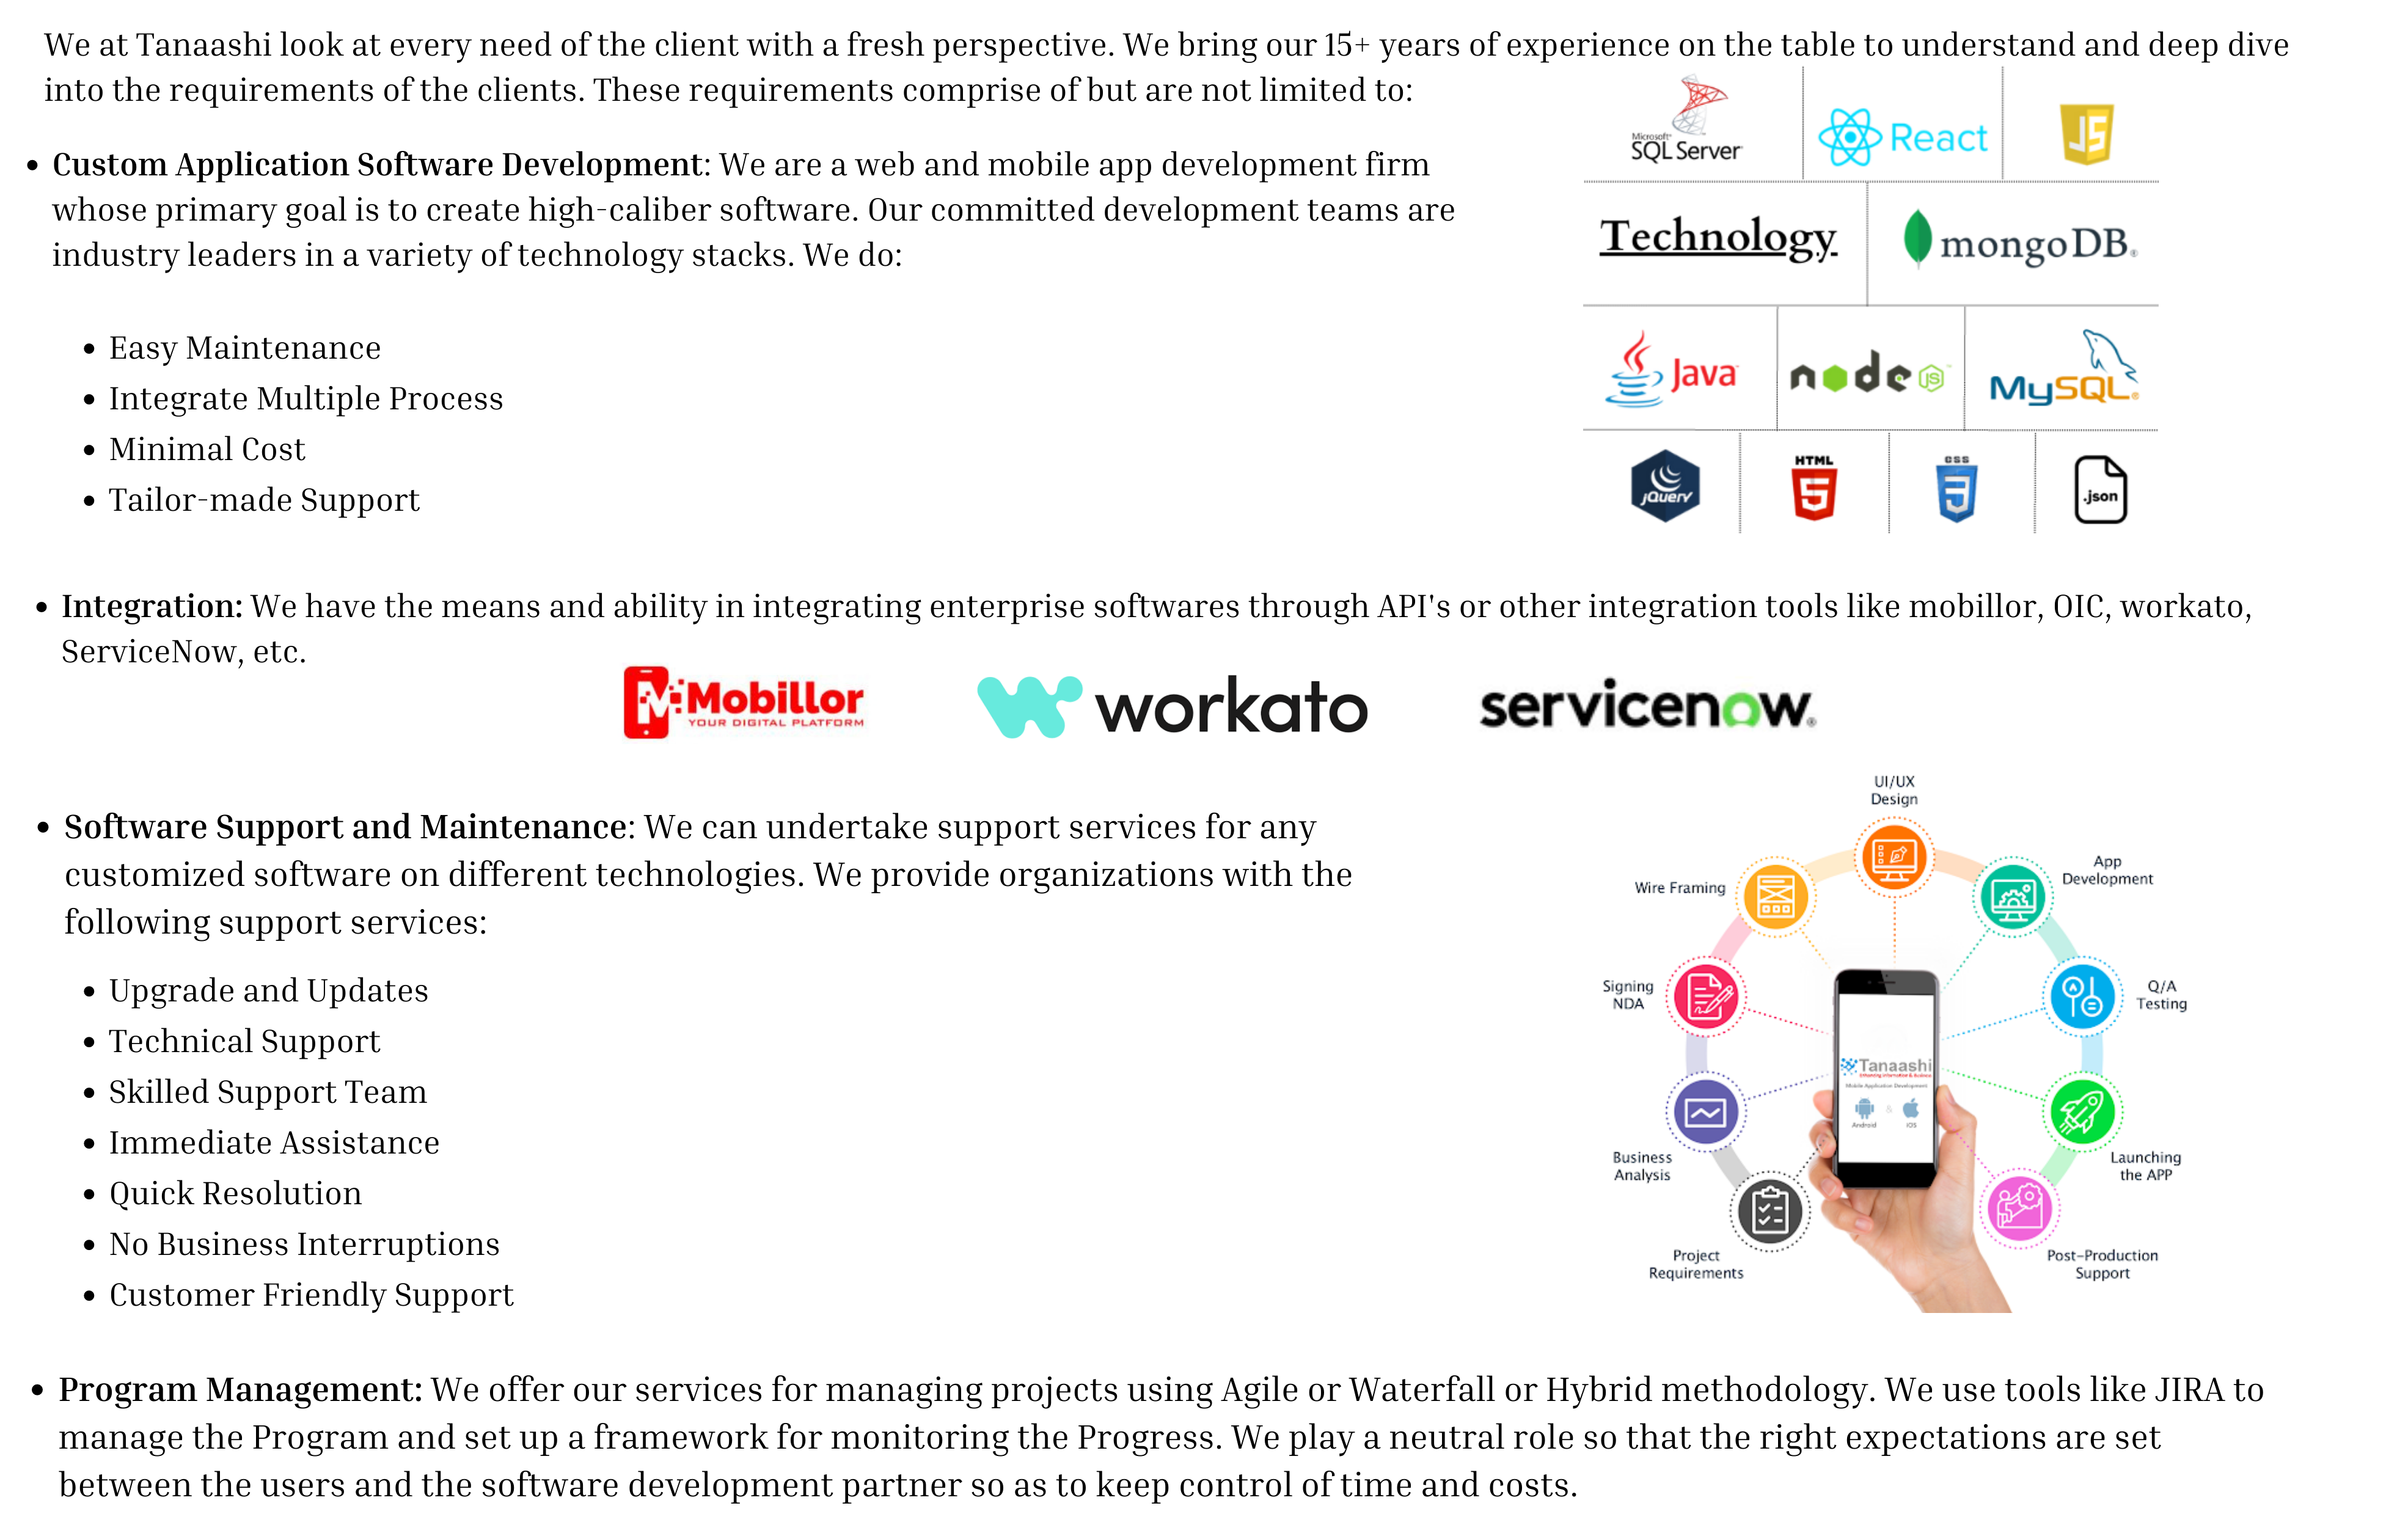 We at Tanaashi look at every need of the client with a fresh perspective. We bring our 15+ years of experience on the table to understand and deep dive
into the requirements of the clients. These requirements comprise of but are not limited to:
• Custom Application Software Development: We are a web and mobile app development firm
whose primary goal is to create high-caliber software. Our committed development teams are
industry leaders in a variety of technology stacks. We do:
• Easy Maintenance
• Integrate Multiple Process
• Minimal Cost
• Tailor-made Support
Microsoft®
SQL Server
React
JS
Technology
mongoDB®
Java™
node JS™
MySQL®
jQuery
HTML
5
CSS
3
.json
• Integration: We have the means and ability in integrating enterprise softwares through API's or other integration tools like mobillor, OIC, workato,
ServiceNow, etc.
M Mobillor
YOUR DIGITAL PLATFORM
workato
servicenow®
• Software Support and Maintenance: We can undertake support services for any
customized software on different technologies. We provide organizations with the
following support services:
• Upgrade and Updates
• Technical Support
• Skilled Support Team
• Immediate Assistance
• Quick Resolution
• No Business Interruptions
• Customer Friendly Support
UI/UX
Design
App
Development
Wire Framing
Signing
NDA
Q/A
Testing
Tanaashi
Enhancing Information & Business
Mobile Application Development
&
Android
iOS
Business
Analysis
Launching
the APP
Project
Requirements
Post-Production
Support
• Program Management: We offer our services for managing projects using Agile or Waterfall or Hybrid methodology. We use tools like JIRA to
manage the Program and set up a framework for monitoring the Progress. We play a neutral role so that the right expectations are set
between the users and the software development partner so as to keep control of time and costs.